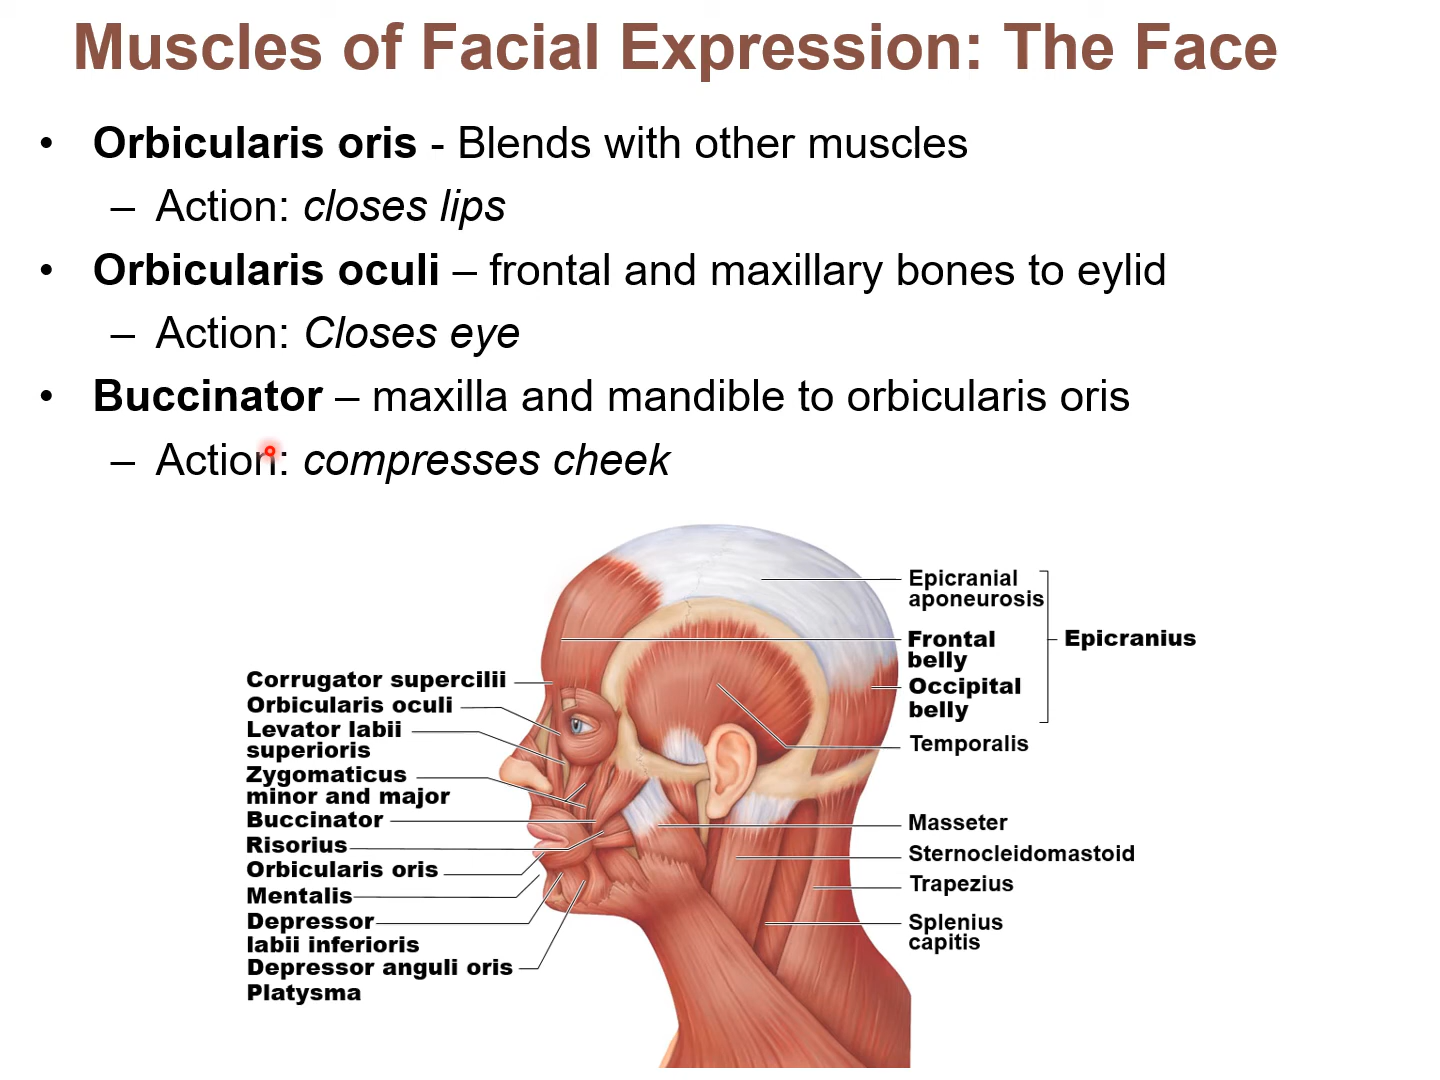 Muscles of Facial Expression: The Face
• Orbicularis oris - Blends with other muscles
– Action: closes lips
• Orbicularis oculi – frontal and maxillary bones to eylid
– Action: Closes eye
• Buccinator – maxilla and mandible to orbicularis oris
– Action: compresses cheek
Corrugator supercilii
Orbicularis oculi
Levator labii
superioris
Zygomaticus
minor and major
Buccinator
Risorius
Orbicularis oris
Mentalis
Depressor
labii inferioris
Depressor anguli oris
Platysma
Epicranial
aponeurosis
Frontal
belly
Occipital
belly
Epicranius
Temporalis
Masseter
Sternocleidomastoid
Trapezius
Splenius
capitis